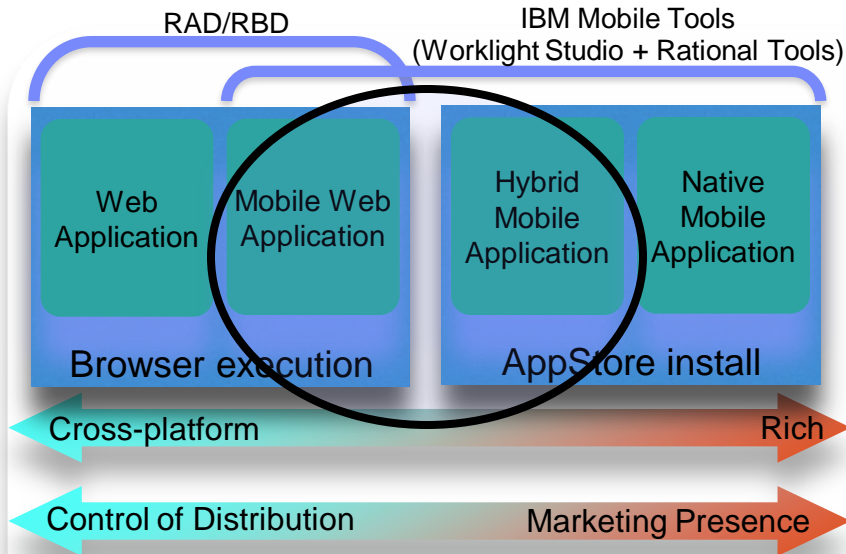 RAD/RBD
IBM Mobile Tools
(Worklight Studio + Rational Tools)
Web
Application
Mobile Web
Application
Hybrid
Mobile
Application
Native
Mobile
Application
Browser execution
AppStore install
Cross-platform
Rich
Control of Distribution
Marketing Presence